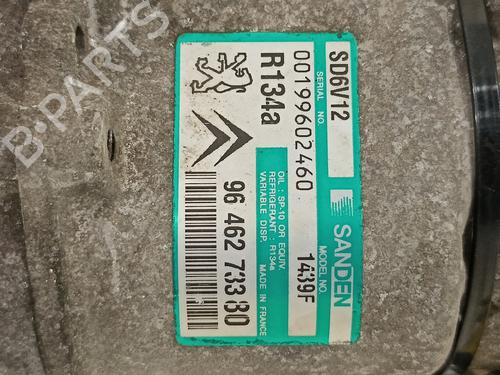 SD6V12
SANDEN
SERIAL NO.
MODEL NO.
00199602460
1439F
R134a
OIL : SP-10 OR EQUIV.
REFRIGERANT : R134a
VARIABLE DISP. MADE IN FRANCE
96 462 733 80
B-PARTS